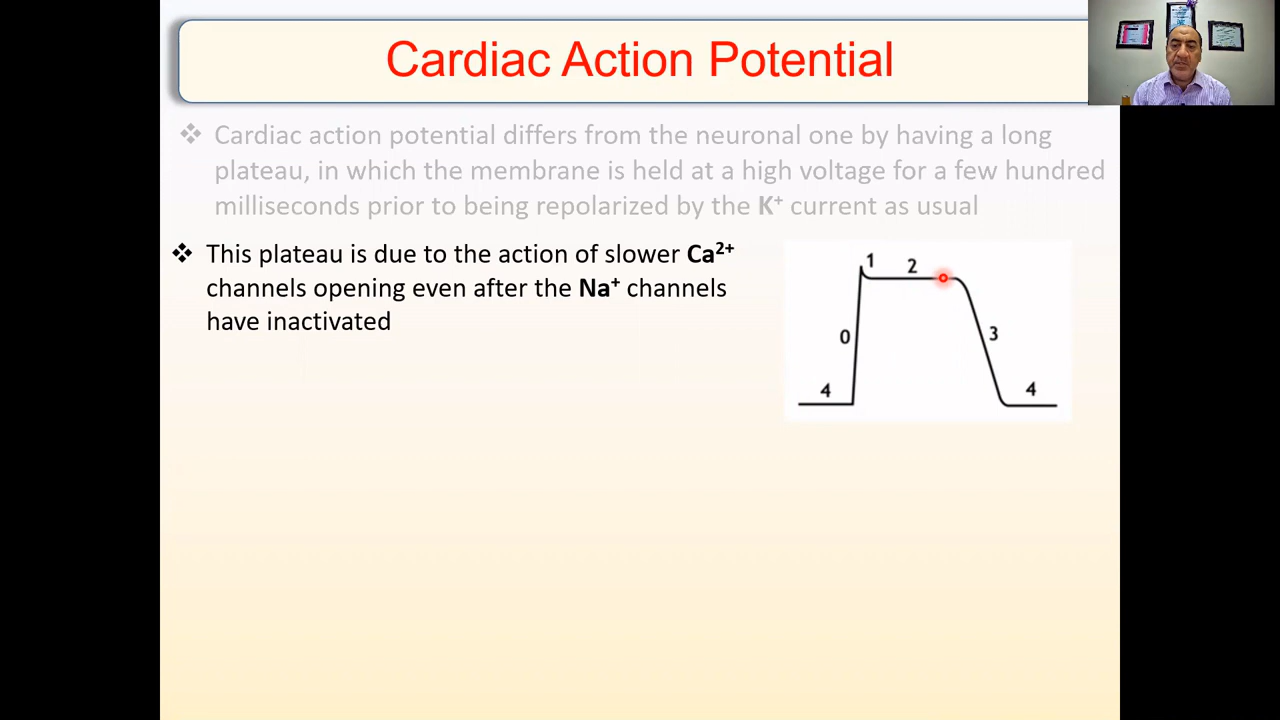 Cardiac Action Potential
❖ Cardiac action potential differs from the neuronal one by having a long
plateau, in which the membrane is held at a high voltage for a few hundred
milliseconds prior to being repolarized by the K⁺ current as usual
❖ This plateau is due to the action of slower Ca²⁺
channels opening even after the Na⁺ channels
have inactivated
1
2
0
3
4
4